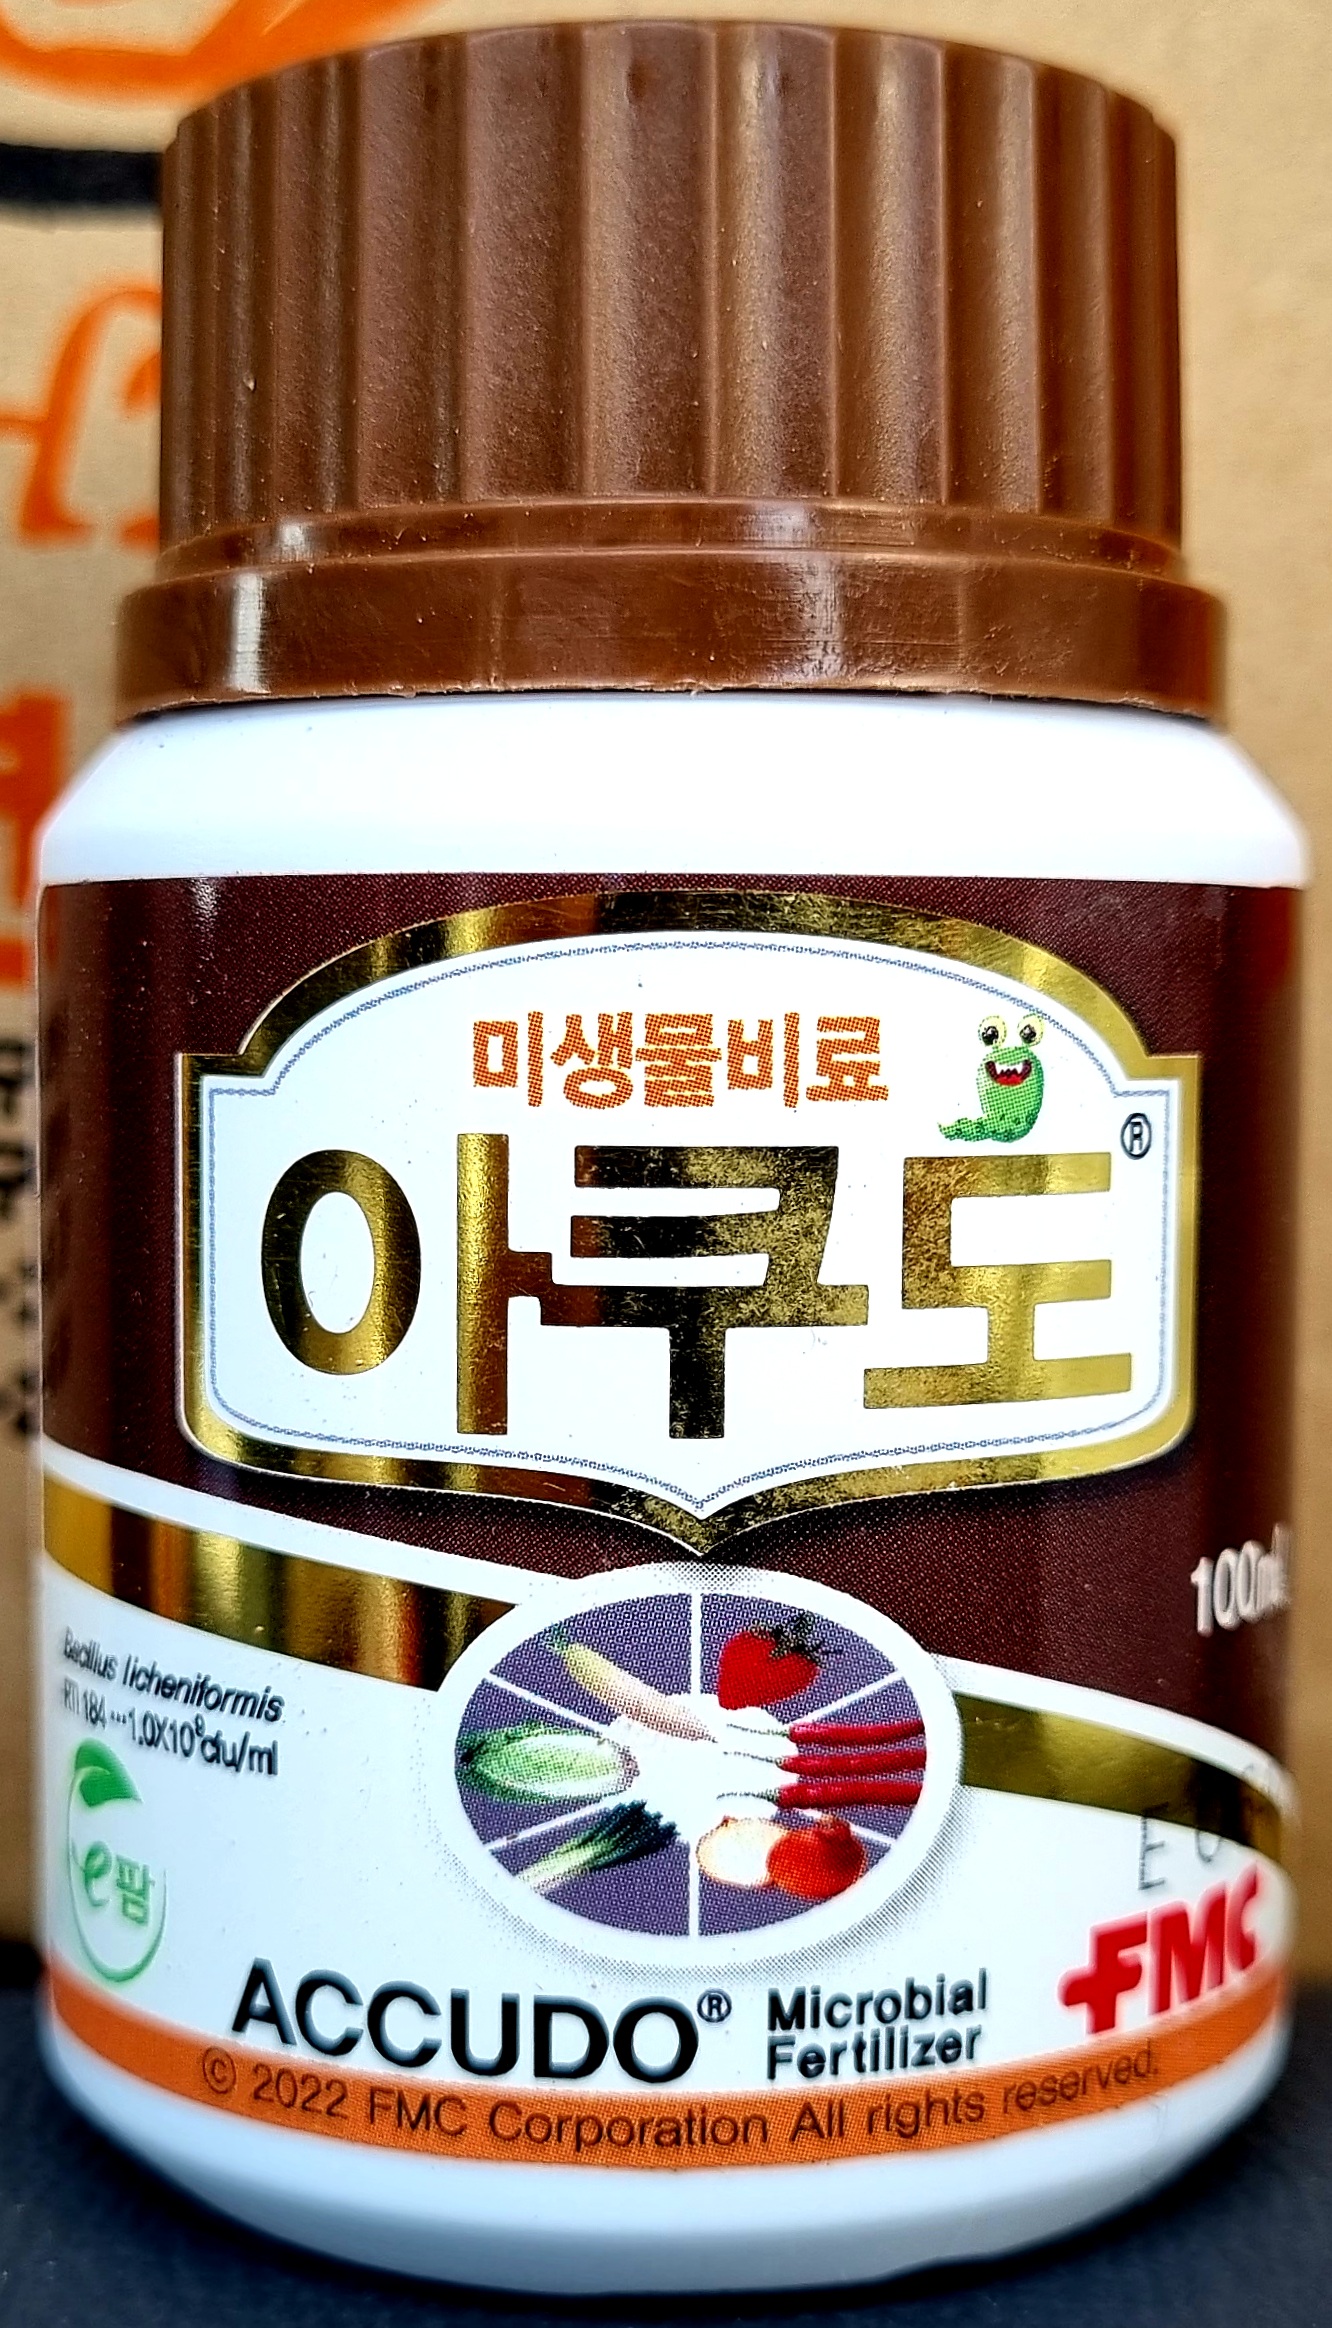 미생물비료
아쿠도®
100ml
Bacillus licheniformis
RTI 184 ···1.0X10⁸cfu/ml
e팜
FMC
ACCUDO® Microbial
Fertilizer
© 2022 FMC Corporation All rights reserved.